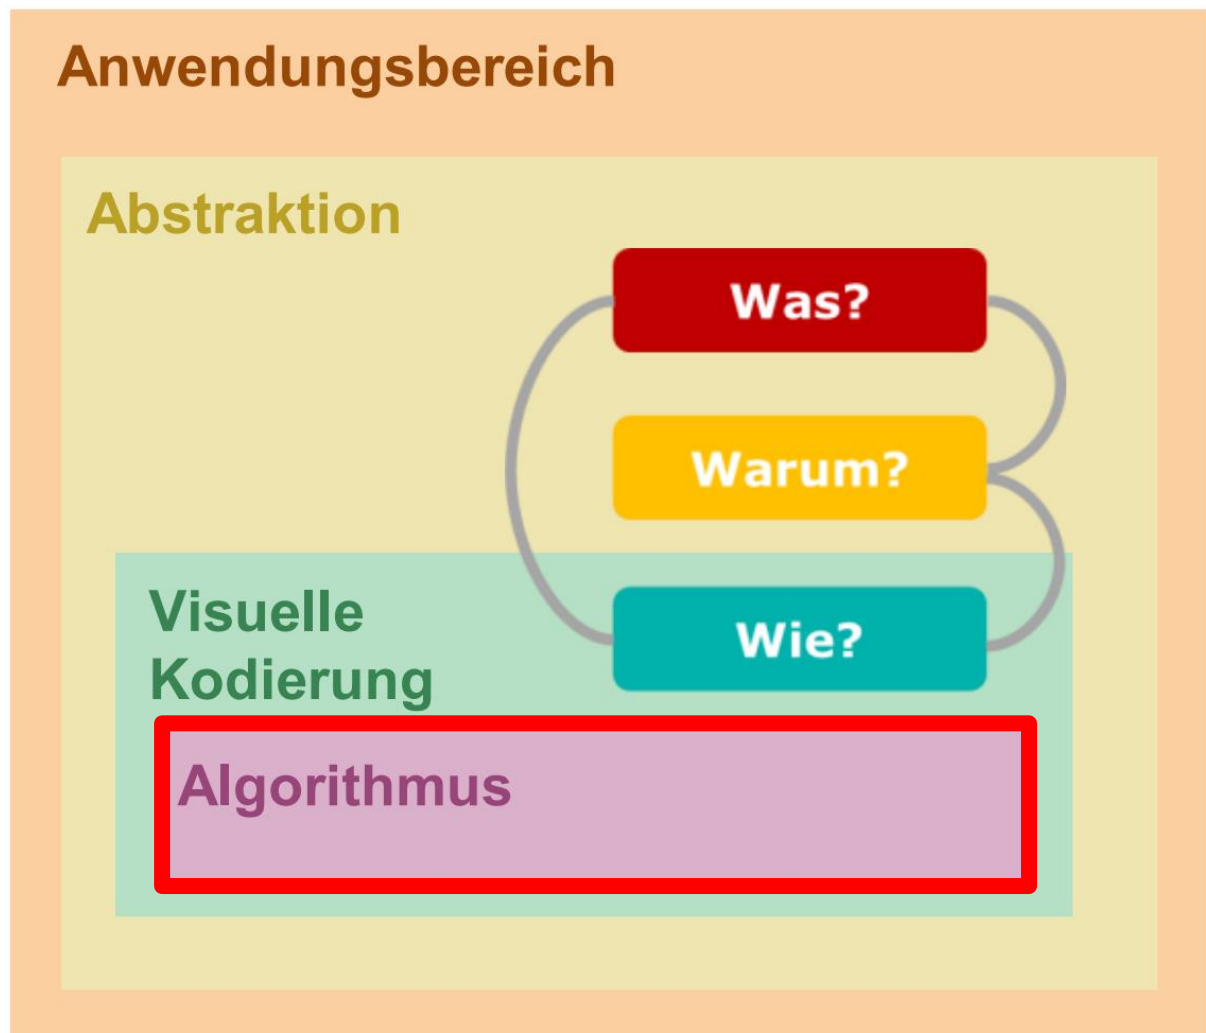 Anwendungsbereich
Abstraktion
Was?
Warum?
Visuelle
Kodierung
Wie?
Algorithmus